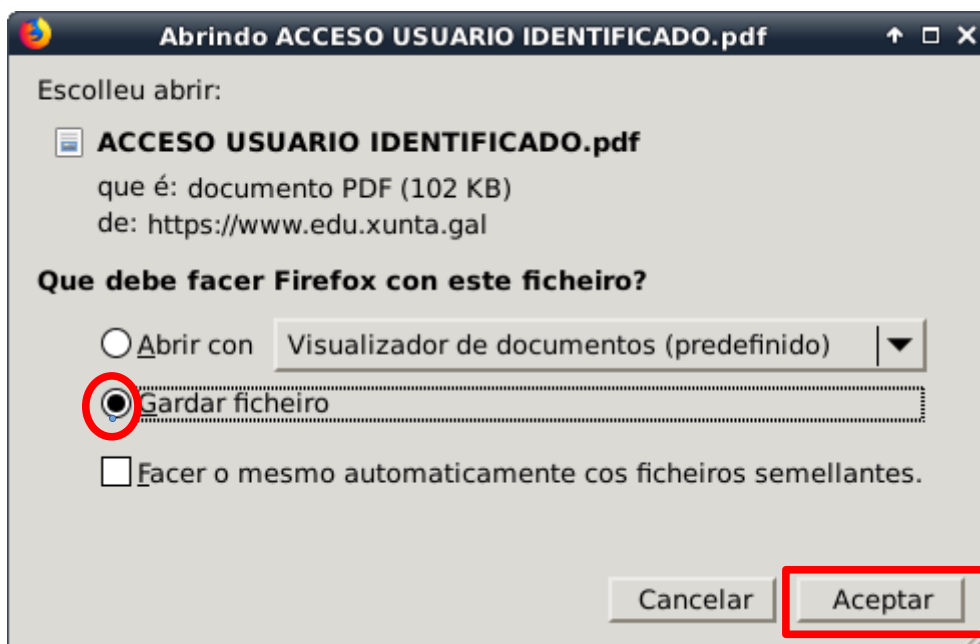 Abrindo ACCESO USUARIO IDENTIFICADO.pdf
Escolleu abrir:
ACCESO USUARIO IDENTIFICADO.pdf
que é: documento PDF (102 KB)
de: https://www.edu.xunta.gal
Que debe facer Firefox con este ficheiro?
Abrir con Visualizador de documentos (predefinido)
Gardar ficheiro
Facer o mesmo automaticamente cos ficheiros semellantes.
Cancelar Aceptar